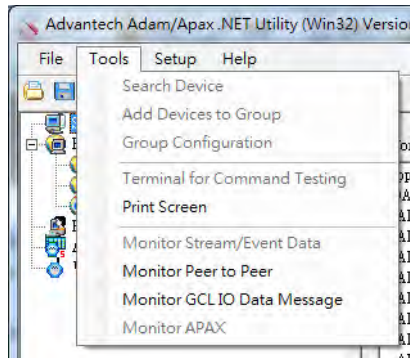 Advantech Adam/Apax .NET Utility (Win32) Versio
File Tools Setup Help
Search Device
Add Devices to Group
Group Configuration
Terminal for Command Testing
Print Screen
Monitor Stream/Event Data
Monitor Peer to Peer
Monitor GCL IO Data Message
Monitor APAX